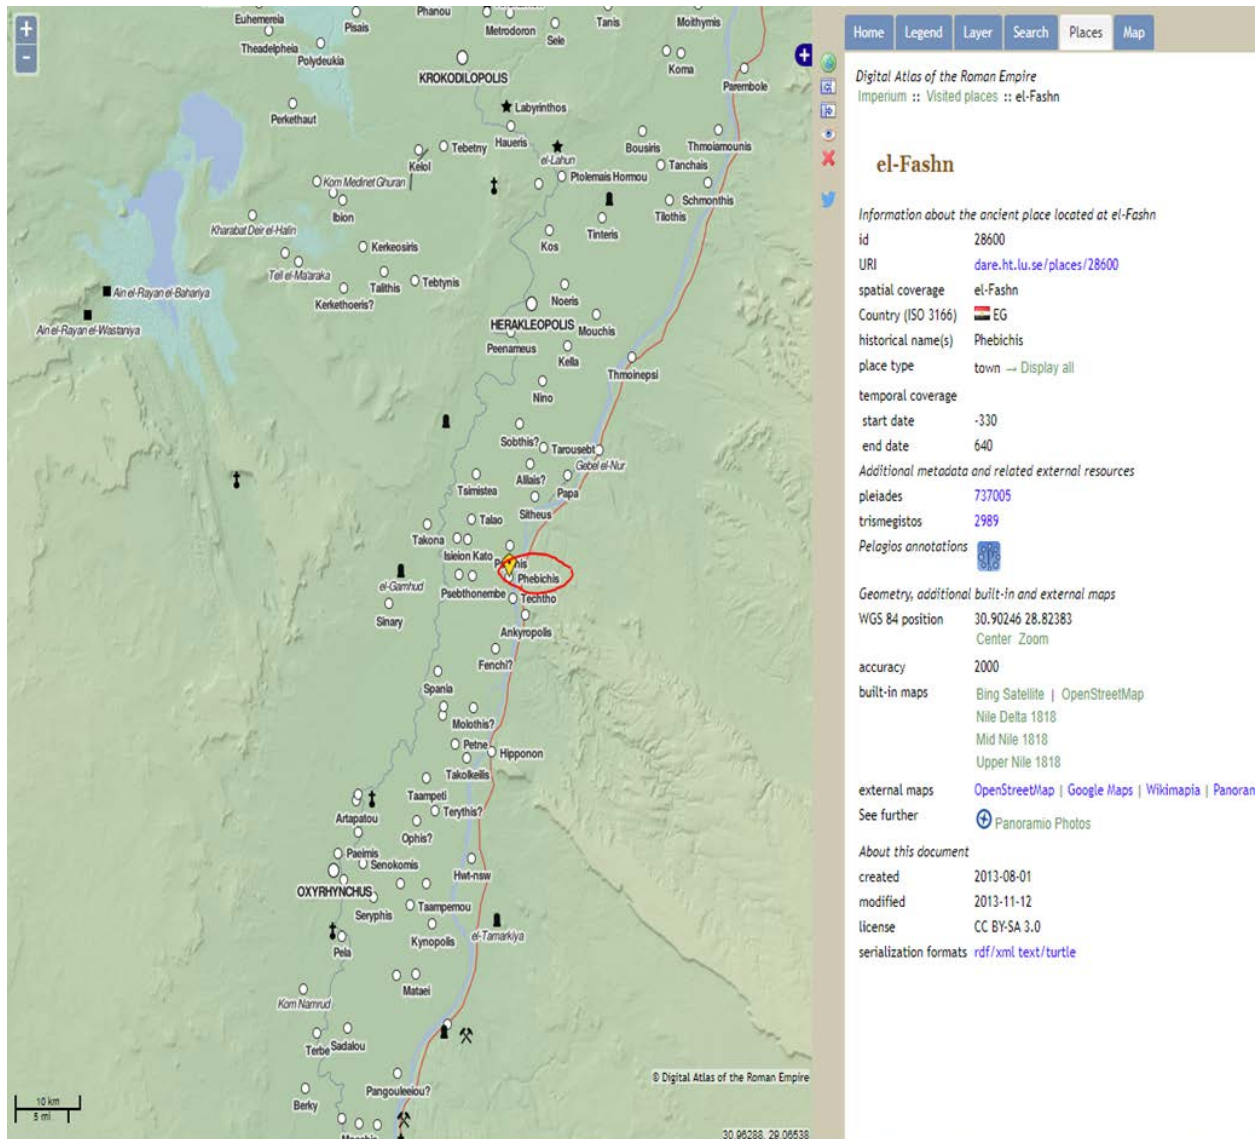 Euhemereia
Pisais
Phanou
Metrodoron
Sele
Tanis
Moithymis
Theadelpheia
Polydeukia
KROKODILOPOLIS
Koma
Parembole
Perkethaut
Labyrinthos
Haueris
Tebetny
Kelol
el-Lahun
Bousiris
Thmoiamounis
Tanchais
Ptolemais Hormou
Kom Medinet Ghuran
Ibion
Schmonthis
Tilothis
Tinteris
Kharabat Deir el-Halin
Kos
Kerkeosiris
Tell el-Ma'araka
Talithis
Tebtynis
Kerkethoeris?
Ain el-Rayan el-Bahariya
Noeris
HERAKLEOPOLIS
Mouchis
Ain el-Rayan el-Wastaniya
Peenameus
Kella
Thmoinepsi
Nino
Sobthis?
Tarousebt
Gebel el-Nur
Alilais?
Tsimistea
Papa
Sitheus
Talao
Takona
Isieion Kato
Phebichis
el-Gamhud
Psebthonembe
Techtho
Sinary
Ankyropolis
Fenchi?
Spania
Molothis?
Petne
Hipponon
Takolkeilis
Taampeti
Terythis?
Artapatou
Ophis?
Paeimis
Senokomis
Hwt-nsw
OXYRHYNCHUS
Seryphis
Taampemou
el-Tamarkiya
Kynopolis
Pela
Mataei
Kom Namrud
Terbe
Sadalou
Pangouleeiou?
Berky
10 km
5 mi
© Digital Atlas of the Roman Empire
30.96288, 29.06538
Home Legend Layer Search Places Map
Digital Atlas of the Roman Empire
Imperium :: Visited places :: el-Fashn
el-Fashn
Information about the ancient place located at el-Fashn
id 28600
URI dare.ht.lu.se/places/28600
spatial coverage el-Fashn
Country (ISO 3166) EG
historical name(s) Phebichis
place type town → Display all
temporal coverage
start date -330
end date 640
Additional metadata and related external resources
pleiades 737005
trismegistos 2989
Pelagios annotations
Geometry, additional built-in and external maps
WGS 84 position 30.90246 28.82383
Center Zoom
accuracy 2000
built-in maps Bing Satellite | OpenStreetMap
Nile Delta 1818
Mid Nile 1818
Upper Nile 1818
external maps OpenStreetMap | Google Maps | Wikimapia | Panoram
See further Panoramio Photos
About this document
created 2013-08-01
modified 2013-11-12
license CC BY-SA 3.0
serialization formats rdf/xml text/turtle